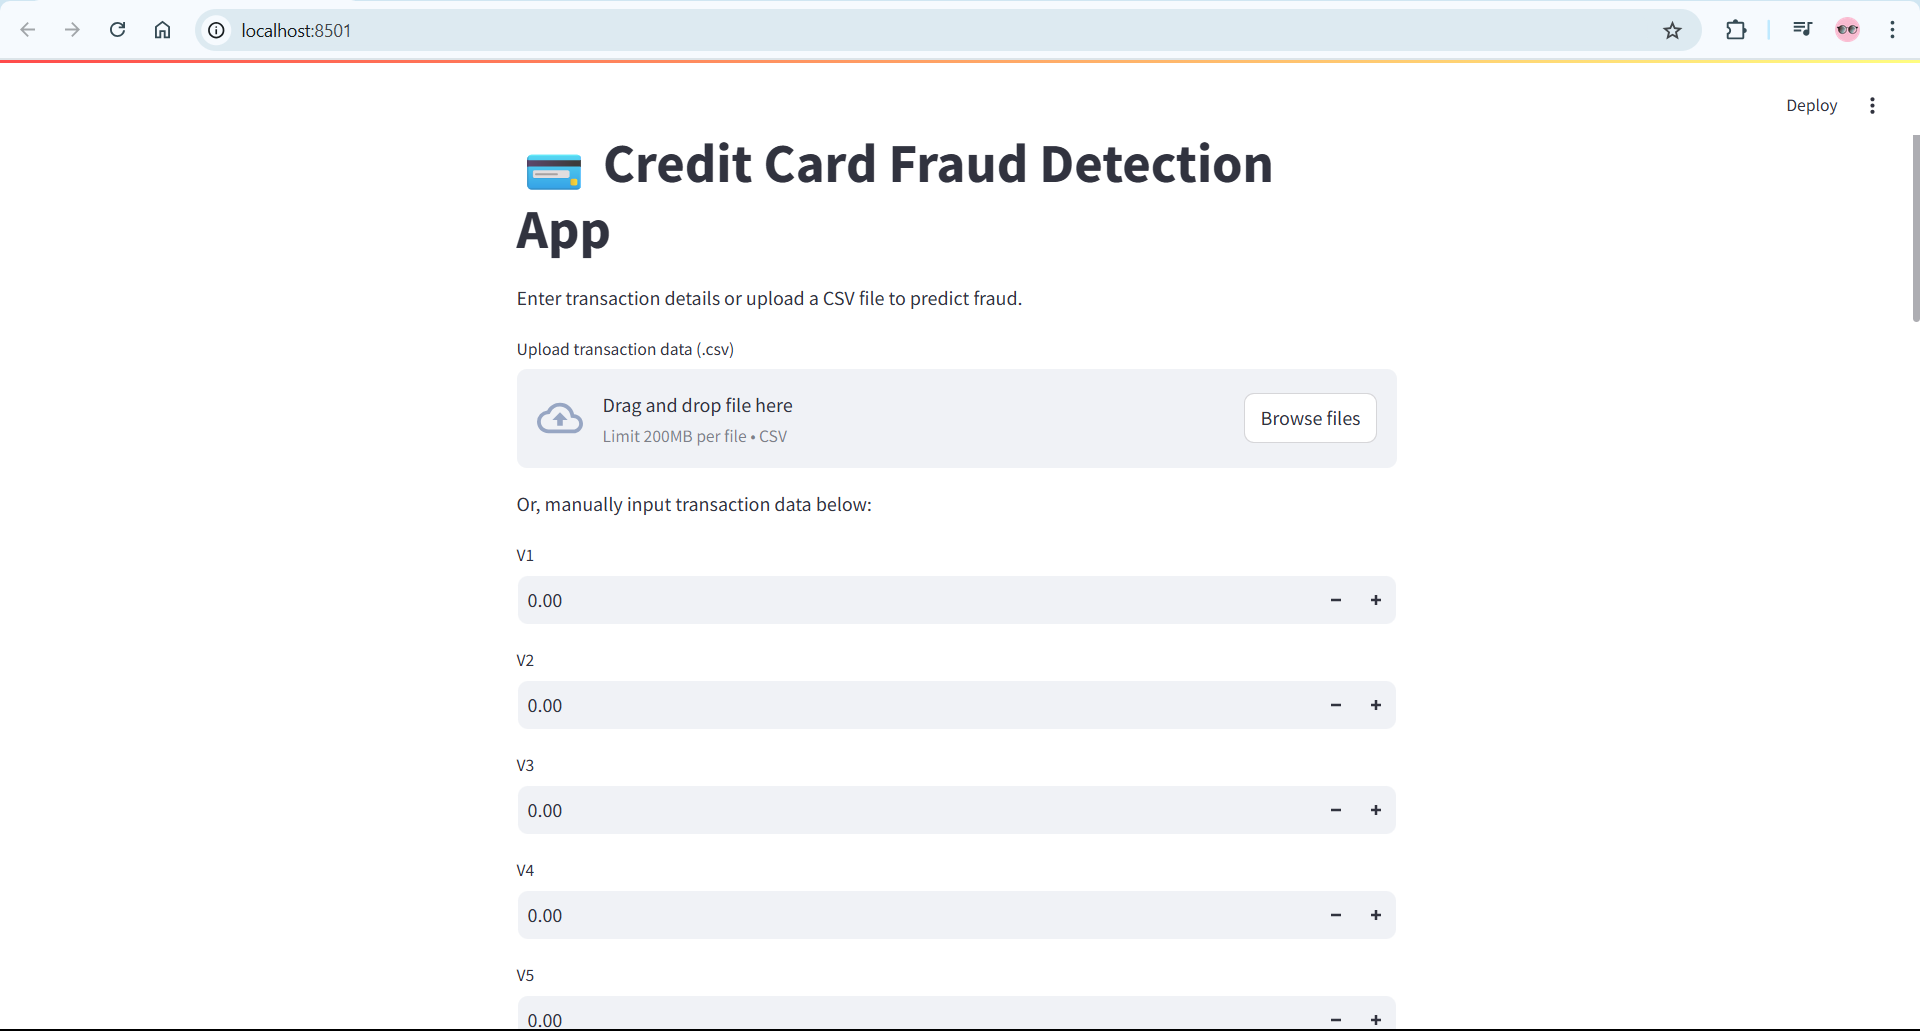 localhost:8501
Deploy
Credit Card Fraud Detection
App
Enter transaction details or upload a CSV file to predict fraud.
Upload transaction data (.csv)
Drag and drop file here
Limit 200MB per file • CSV
Browse files
Or, manually input transaction data below:
V1
0.00
V2
0.00
V3
0.00
V4
0.00
V5
0.00